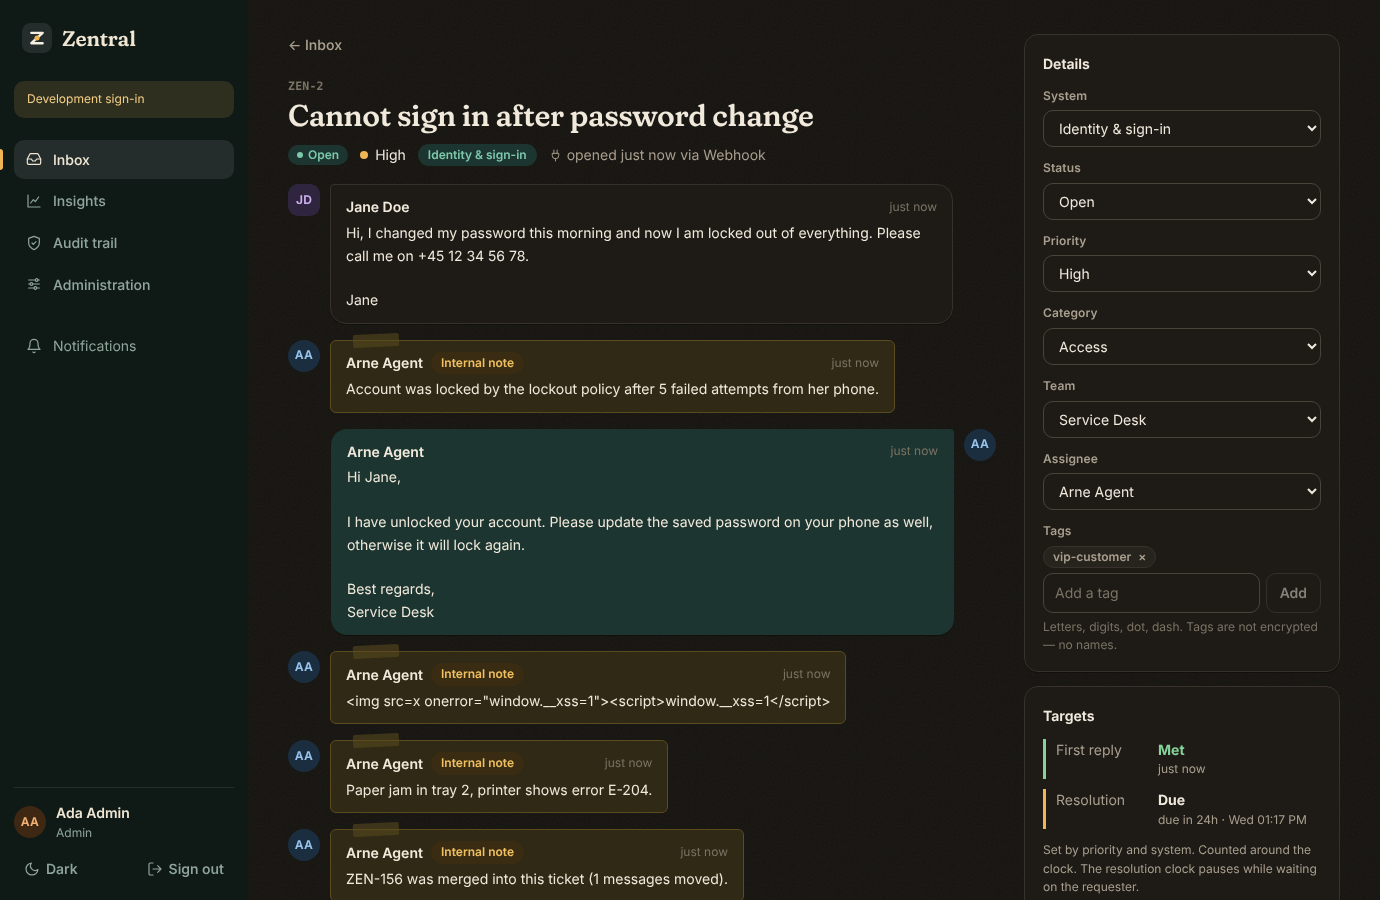 Zentral
Development sign-in
Inbox
Insights
Audit trail
Administration
Notifications
AA
Ada Admin
Admin
Dark
Sign out
← Inbox
ZEN-2
Cannot sign in after password change
Open
High
Identity & sign-in
opened just now via Webhook
JD
Jane Doe
just now
Hi, I changed my password this morning and now I am locked out of everything. Please
call me on +45 12 34 56 78.
Jane
AA
Arne Agent
Internal note
just now
Account was locked by the lockout policy after 5 failed attempts from her phone.
Arne Agent
just now
AA
Hi Jane,
I have unlocked your account. Please update the saved password on your phone as well,
otherwise it will lock again.
Best regards,
Service Desk
AA
Arne Agent
Internal note
just now
<img src=x onerror="window.__xss=1"><script>window.__xss=1</script>
AA
Arne Agent
Internal note
just now
Paper jam in tray 2, printer shows error E-204.
AA
Arne Agent
Internal note
just now
ZEN-156 was merged into this ticket (1 messages moved).
Details
System
Identity & sign-in
Status
Open
Priority
High
Category
Access
Team
Service Desk
Assignee
Arne Agent
Tags
vip-customer ×
Add a tag
Add
Letters, digits, dot, dash. Tags are not encrypted
— no names.
Targets
First reply
Met
just now
Resolution
Due
due in 24h · Wed 01:17 PM
Set by priority and system. Counted around the
clock. The resolution clock pauses while waiting
on the requester.